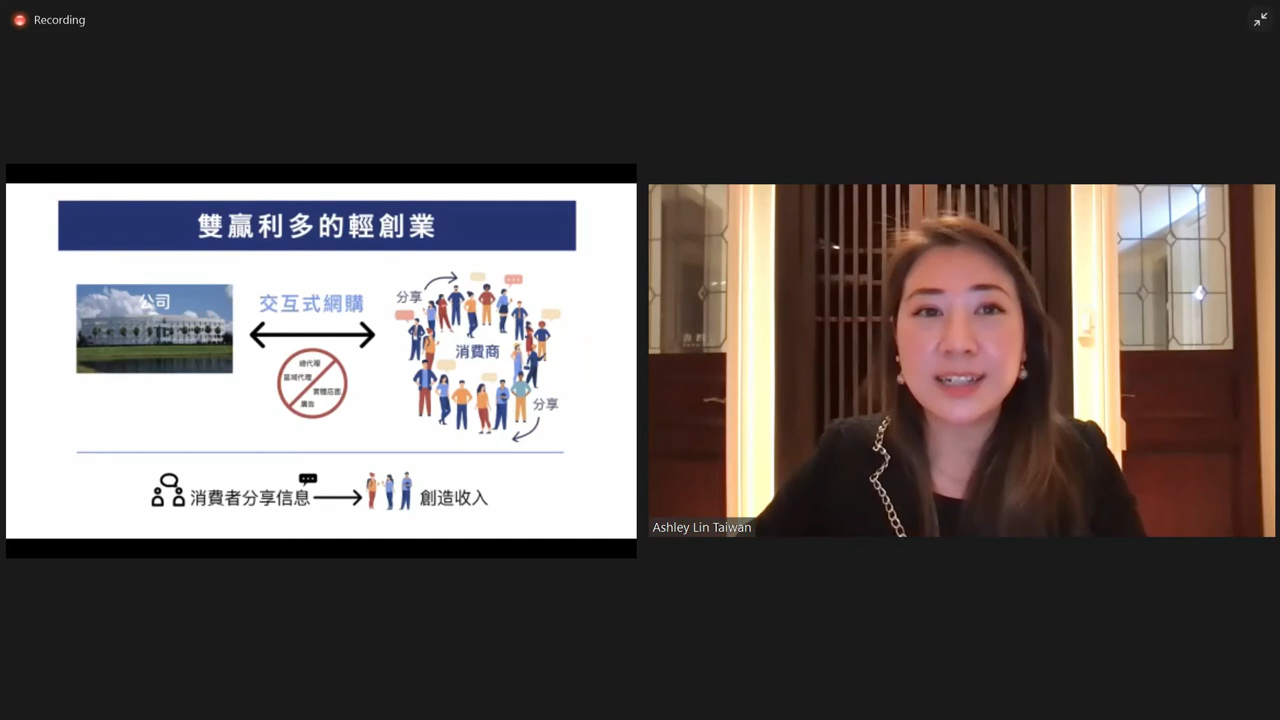 Recording
雙贏利多的輕創業
公司
交互式網購
總代理
區域代理
實體店面
廣告
分享
消費商
分享
消費者分享信息
創造收入
Ashley Lin Taiwan